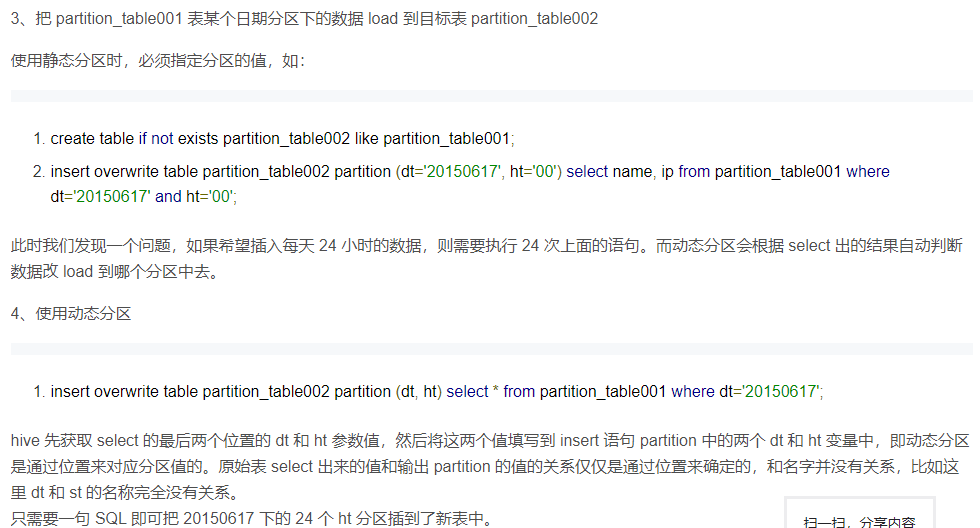 3、把 partition_table001 表某个日期分区下的数据 load 到目标表 partition_table002
使用静态分区时，必须指定分区的值，如：
1. create table if not exists partition_table002 like partition_table001;
2. insert overwrite table partition_table002 partition (dt='20150617', ht='00') select name, ip from partition_table001 where
dt='20150617' and ht='00';
此时我们发现一个问题，如果希望插入每天 24 小时的数据，则需要执行 24 次上面的语句。而动态分区会根据 select 出的结果自动判断
数据改 load 到哪个分区中去。
4、使用动态分区
1. insert overwrite table partition_table002 partition (dt, ht) select * from partition_table001 where dt='20150617';
hive 先获取 select 的最后两个位置的 dt 和 ht 参数值，然后将这两个值填写到 insert 语句 partition 中的两个 dt 和 ht 变量中，即动态分区
是通过位置来对应分区值的。原始表 select 出来的值和输出 partition 的值的关系仅仅是通过位置来确定的，和名字并没有关系，比如这
里 dt 和 st 的名称完全没有关系。
只需要一句 SQL 即可把 20150617 下的 24 个 ht 分区插到了新表中。
扫一扫，分享内容